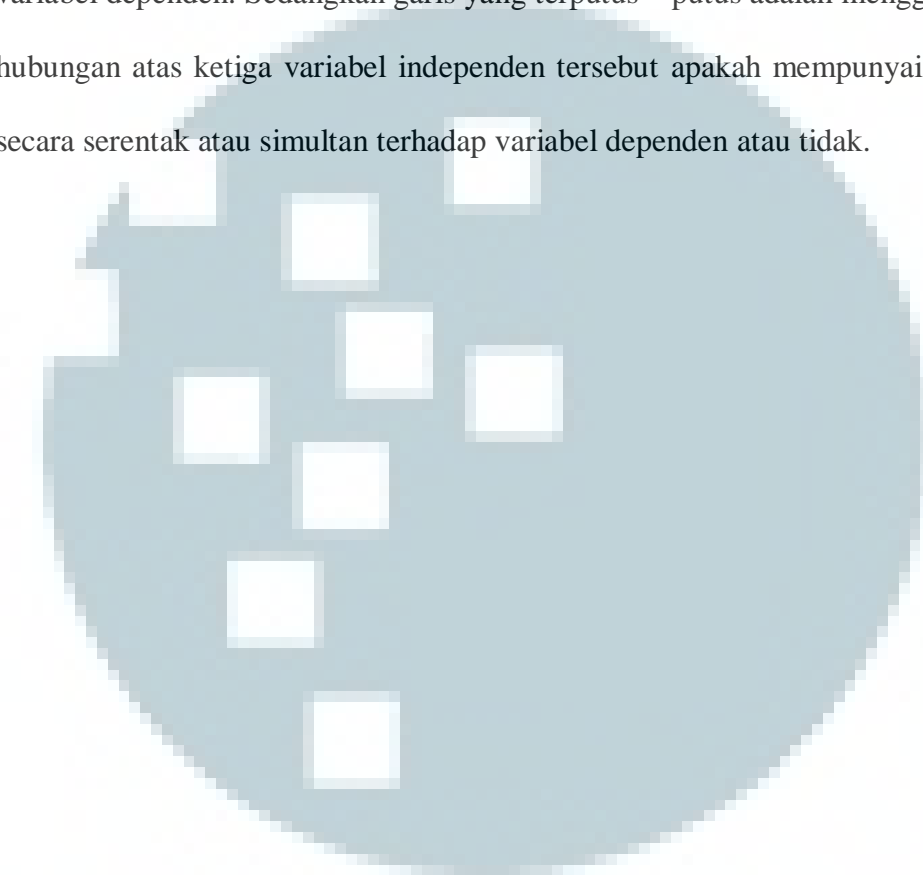 variabel dependen. Sedangkan garis yang terputus – putus adalah
hubungan atas ketiga variabel independen tersebut apakah mempunyai
secara serentak atau simultan terhadap variabel dependen atau tidak.